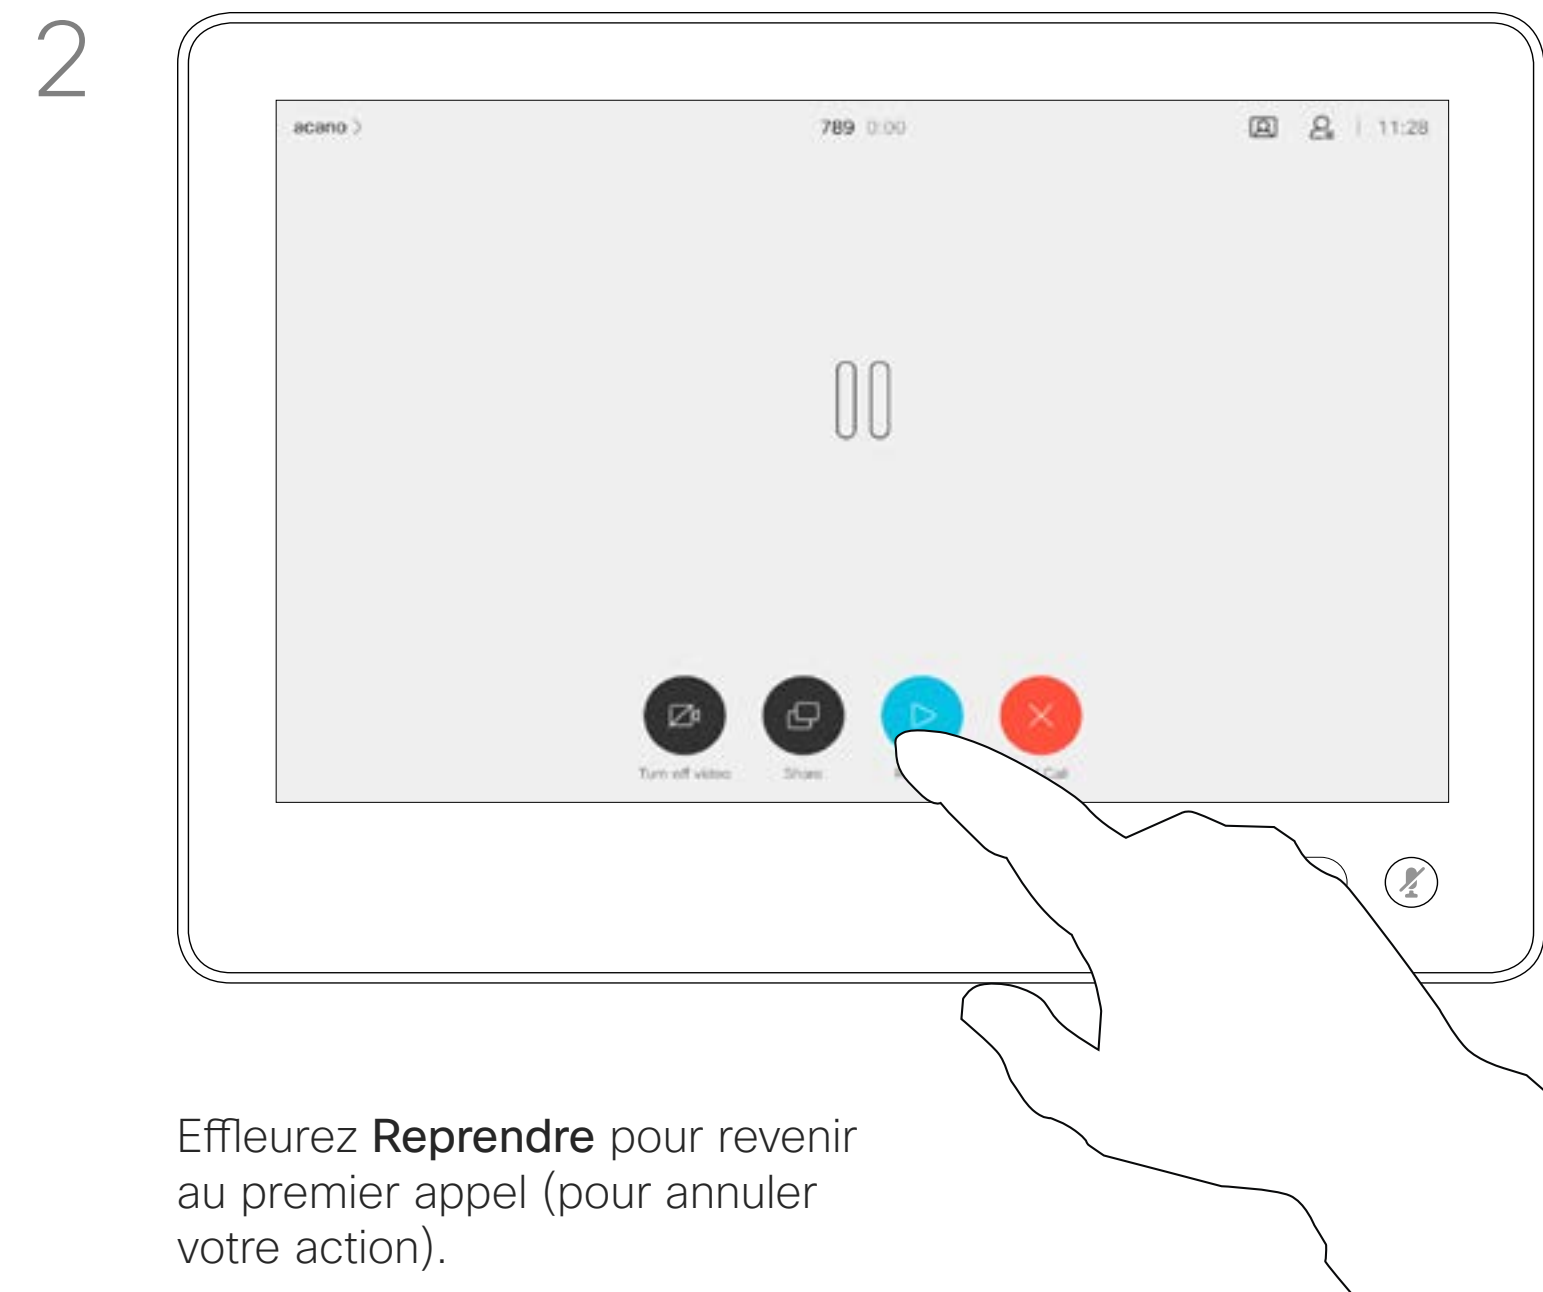 2
acano
789 0:00
11:28
Turn off video
Share
Call
Effleurez Reprendre pour revenir
au premier appel (pour annuler
votre action).